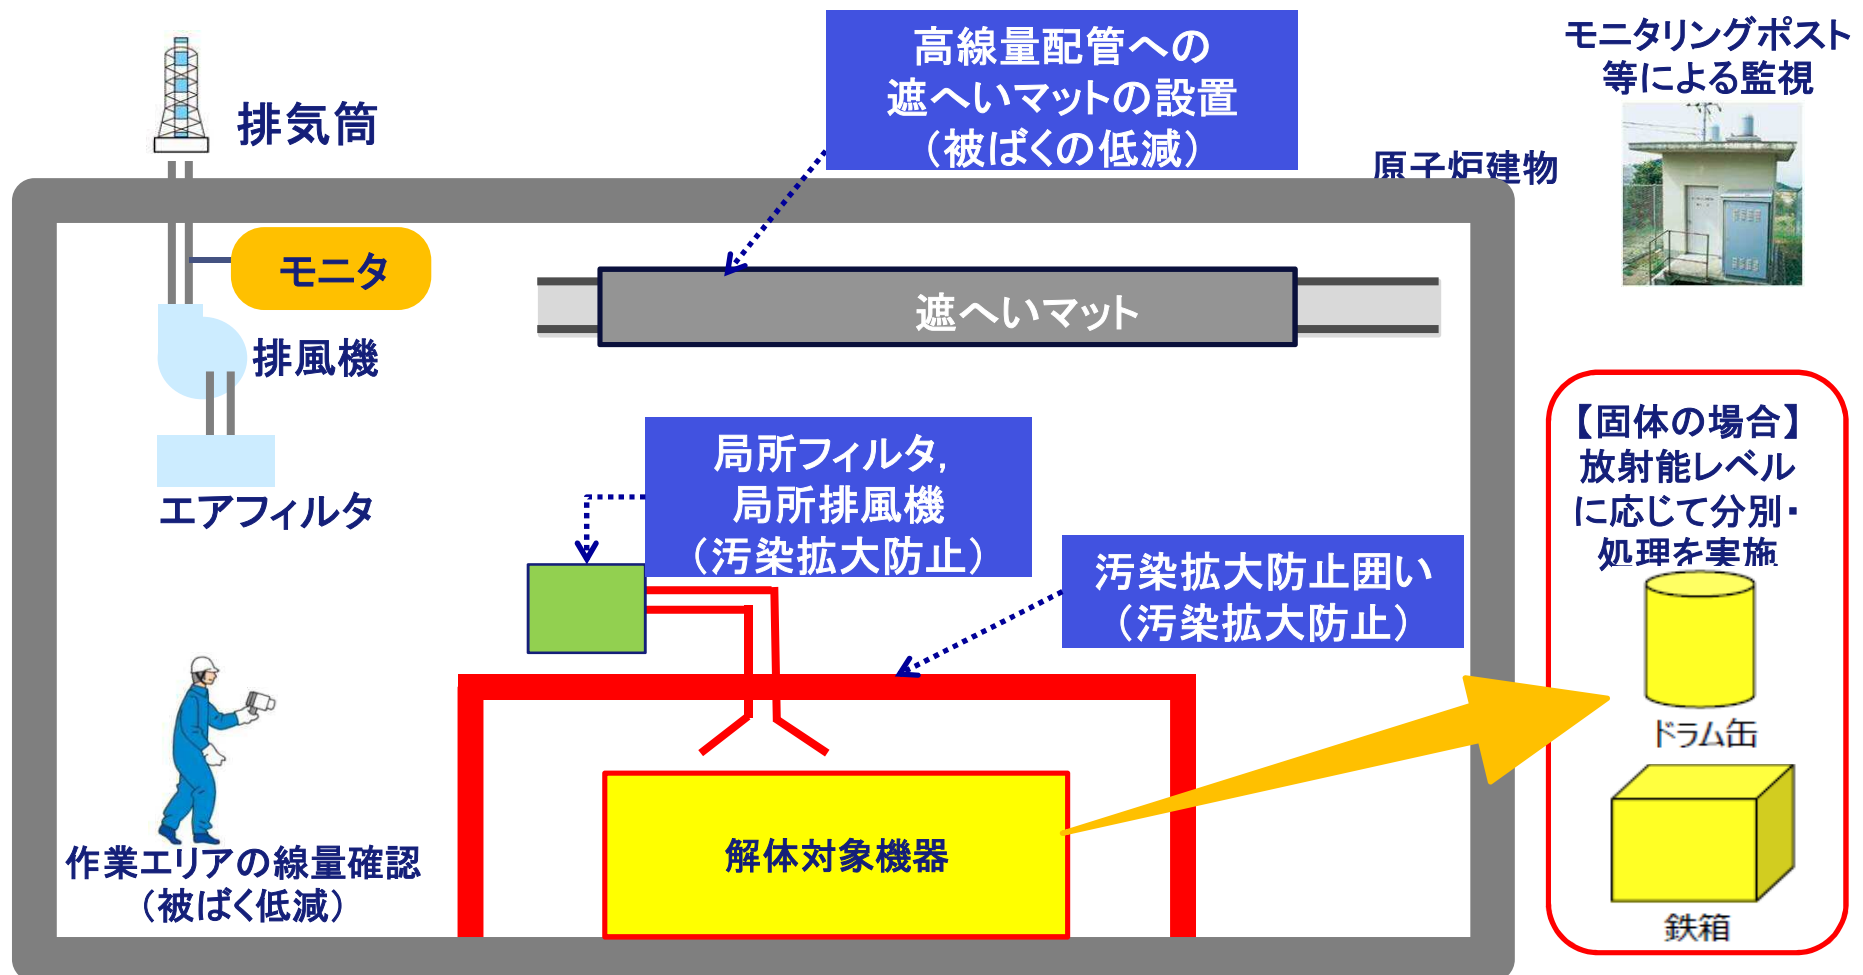 高線量配管への
遮へいマットの設置
（被ばくの低減）
モニタリングポスト
等による監視
排気筒
原子炉建物
モニタ
遮へいマット
排風機
エアフィルタ
局所フィルタ，
局所排風機
（汚染拡大防止）
汚染拡大防止囲い
（汚染拡大防止）
【固体の場合】
放射能レベル
に応じて分別・
処理を実施
ドラム缶
鉄箱
解体対象機器
作業エリアの線量確認
（被ばく低減）